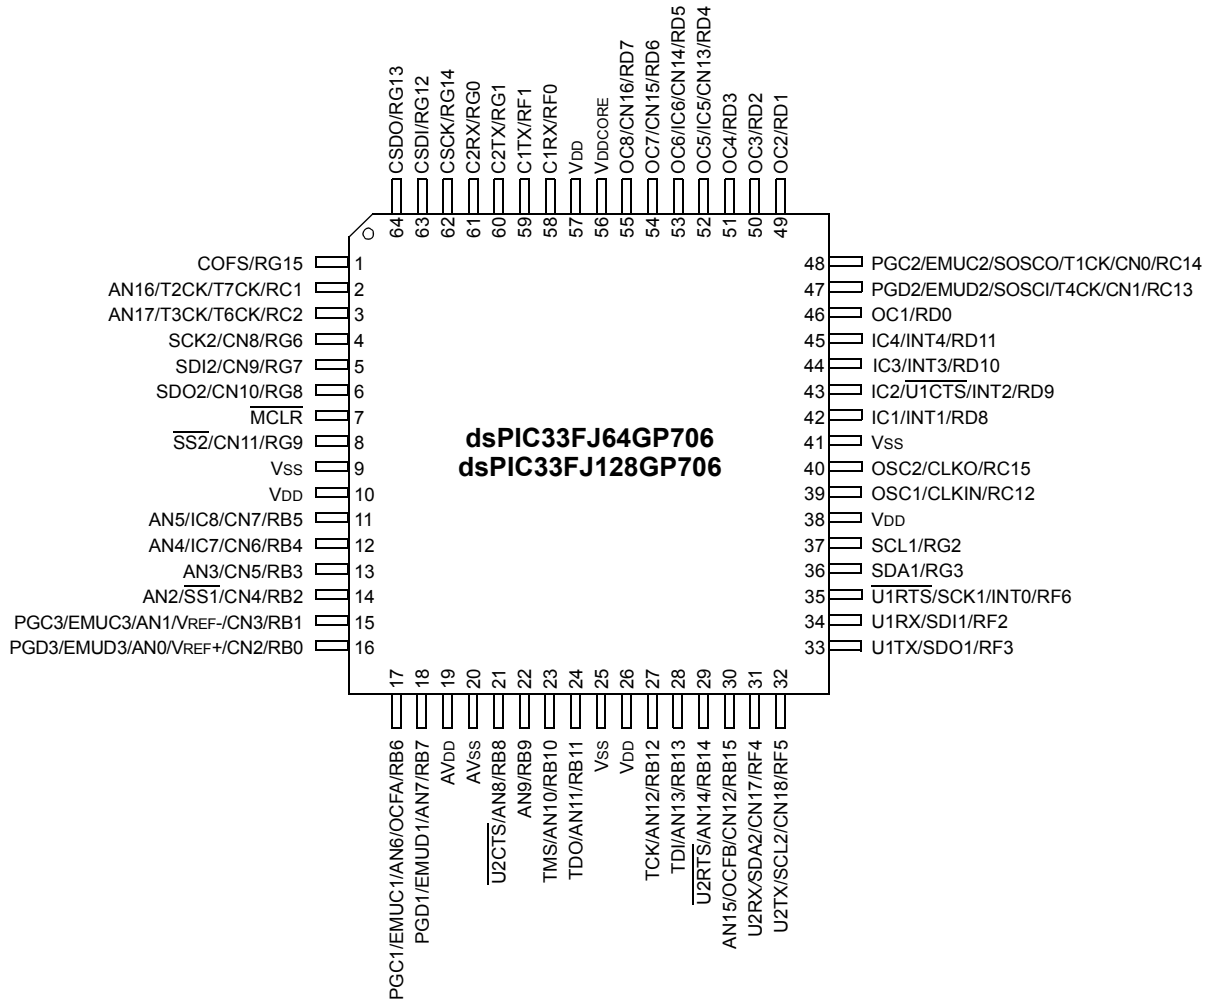 CSDO/RG13
CSDI/RG12
CSCK/RG14
C2RX/RG0
C2TX/RG1
C1TX/RF1
C1RX/RF0
VDD
VDDCORE
OC8/CN16/RD7
OC7/CN15/RD6
OC6/IC6/CN14/RD5
OC5/IC5/CN13/RD4
OC4/RD3
OC3/RD2
OC2/RD1
64
63
62
61
60
59
58
57
56
55
54
53
52
51
50
49
COFS/RG15 1
AN16/T2CK/T7CK/RC1 2
AN17/T3CK/T6CK/RC2 3
SCK2/CN8/RG6 4
SDI2/CN9/RG7 5
SDO2/CN10/RG8 6
MCLR 7
SS2/CN11/RG9 8
VSS 9
VDD 10
AN5/IC8/CN7/RB5 11
AN4/IC7/CN6/RB4 12
AN3/CN5/RB3 13
AN2/SS1/CN4/RB2 14
PGC3/EMUC3/AN1/VREF-/CN3/RB1 15
PGD3/EMUD3/AN0/VREF+/CN2/RB0 16
dsPIC33FJ64GP706
dsPIC33FJ128GP706
48 PGC2/EMUC2/SOSCO/T1CK/CN0/RC14
47 PGD2/EMUD2/SOSCI/T4CK/CN1/RC13
46 OC1/RD0
45 IC4/INT4/RD11
44 IC3/INT3/RD10
43 IC2/U1CTS/INT2/RD9
42 IC1/INT1/RD8
41 VSS
40 OSC2/CLKO/RC15
39 OSC1/CLKIN/RC12
38 VDD
37 SCL1/RG2
36 SDA1/RG3
35 U1RTS/SCK1/INT0/RF6
34 U1RX/SDI1/RF2
33 U1TX/SDO1/RF3
17
18
19
20
21
22
23
24
25
26
27
28
29
30
31
32
PGC1/EMUC1/AN6/OCFA/RB6
PGD1/EMUD1/AN7/RB7
AVDD
AVSS
U2CTS/AN8/RB8
AN9/RB9
TMS/AN10/RB10
TDO/AN11/RB11
VSS
VDD
TCK/AN12/RB12
TDI/AN13/RB13
U2RTS/AN14/RB14
AN15/OCFB/CN12/RB15
U2RX/SDA2/CN17/RF4
U2TX/SCL2/CN18/RF5